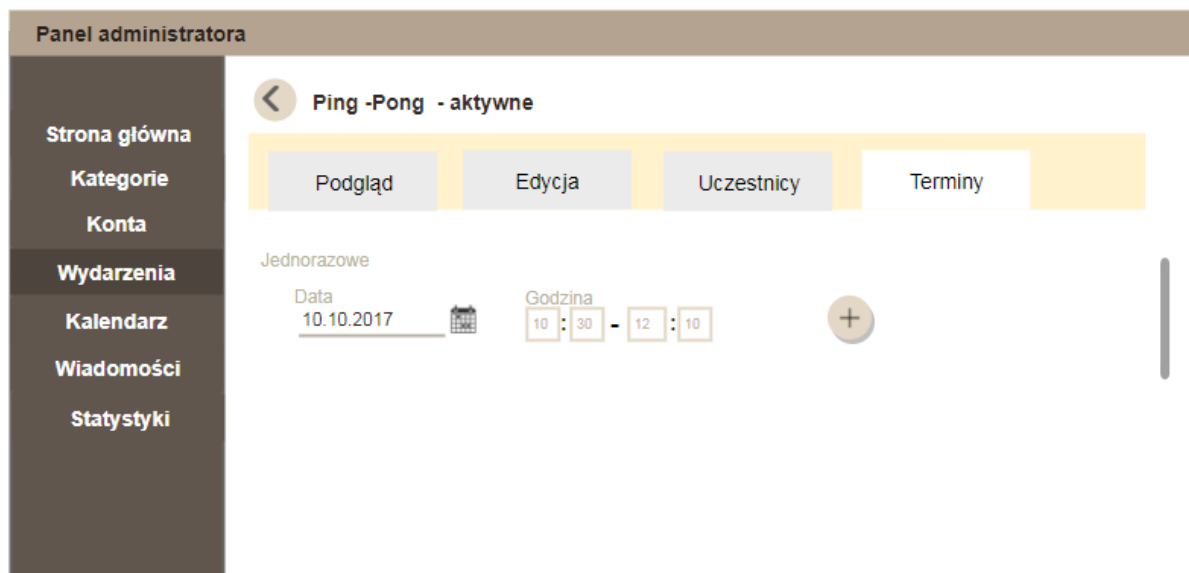 Panel administratora
Strona główna
Kategorie
Konta
Wydarzenia
Kalendarz
Wiadomości
Statystyki
Ping -Pong - aktywne
Podgląd Edycja Uczestnicy Terminy
Jednorazowe
Data Godzina
10.10.2017 10 : 30 - 12 : 10 +